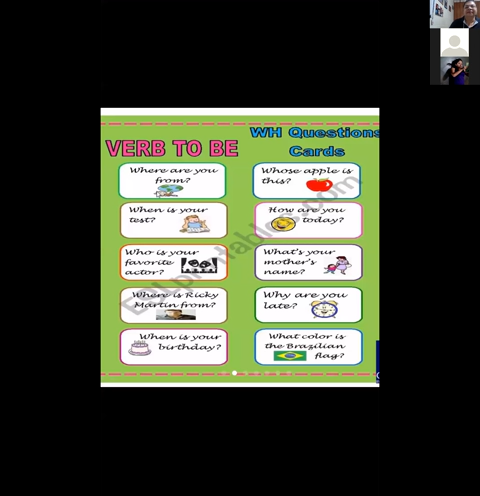 VERB TO BE
WH Questions
Cards
Where are you
from?
When is your
test?
Who is your
favorite
actor?
Where is Ricky
Martin from?
When is your
birthday?
Whose apple is
this?
How are you
today?
What's your
mother's
name?
Why are you
late?
What color is
the Brazilian
flag?
ESLprintables.com